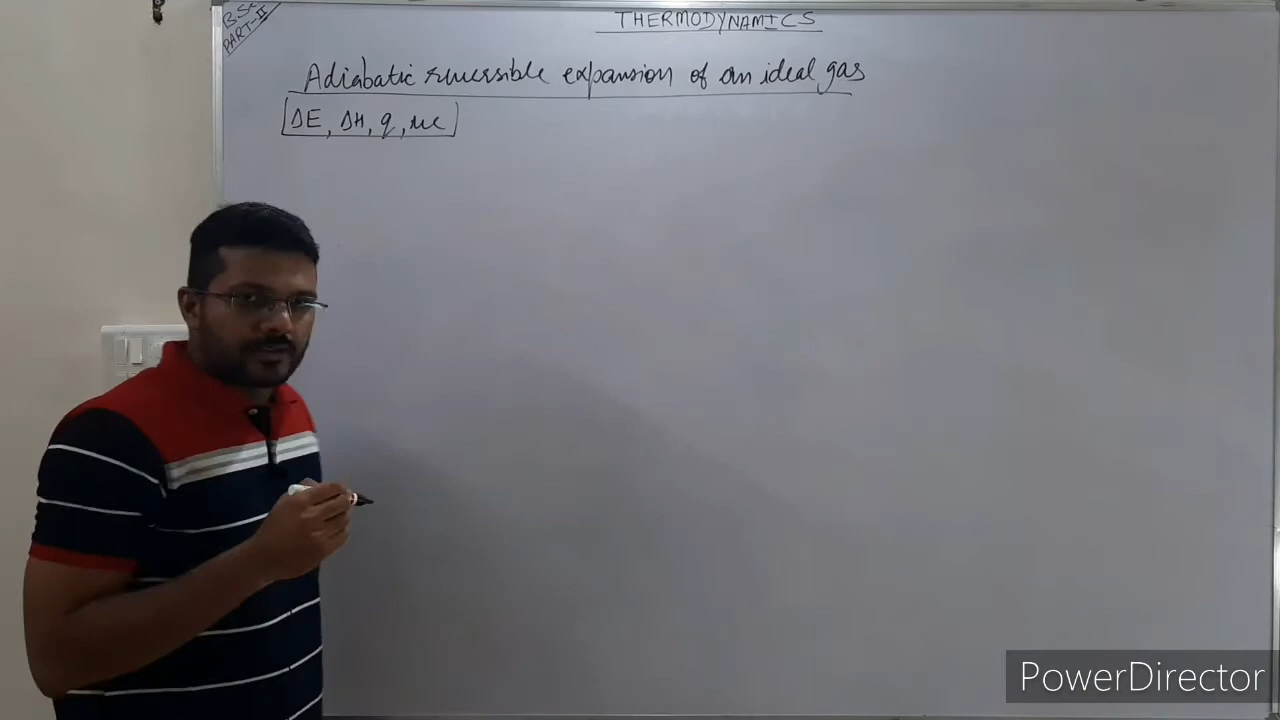 B.Sc
PART-II
THERMODYNAMICS
Adiabatic reversible expansion of an ideal gas
ΔE, ΔH, q, w
PowerDirector